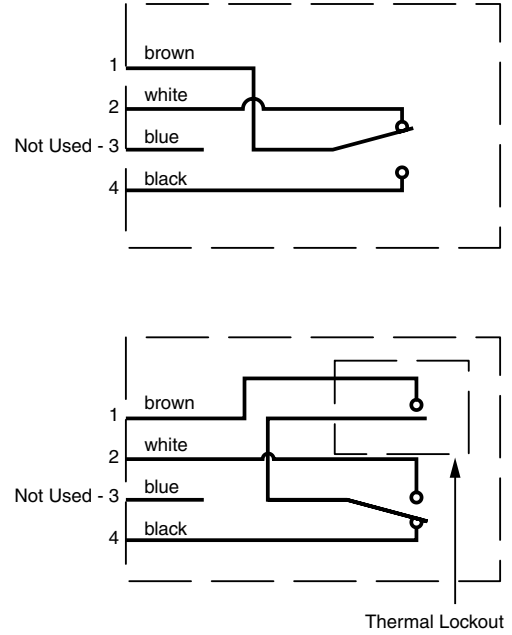 brown
1
white
2
blue
Not Used - 3
black
4
brown
1
white
2
blue
Not Used - 3
black
4
Thermal Lockout